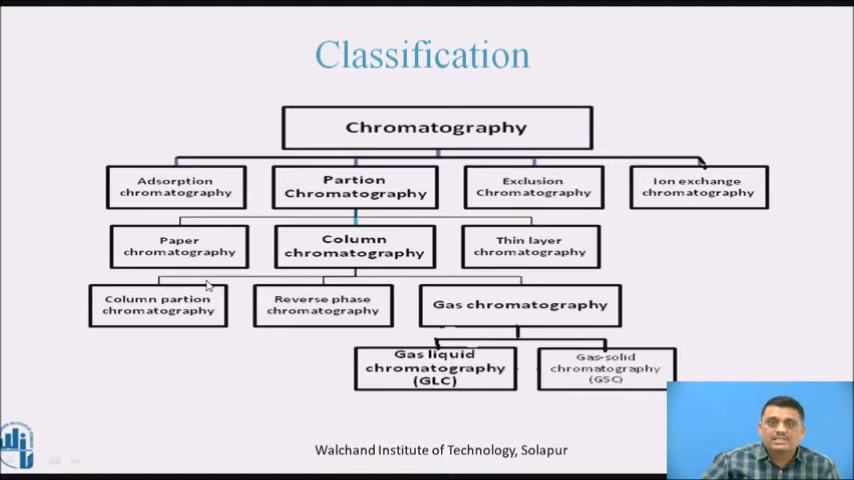 Classification
Chromatography
Adsorption
chromatography
Partion
Chromatography
Exclusion
Chromatography
Ion exchange
chromatography
Paper
chromatography
Column
chromatography
Thin layer
chromatography
Column partion
chromatography
Reverse phase
chromatography
Gas chromatography
Gas liquid
chromatography
(GLC)
Gas-solid
chromatography
(GSC)
Walchand Institute of Technology, Solapur